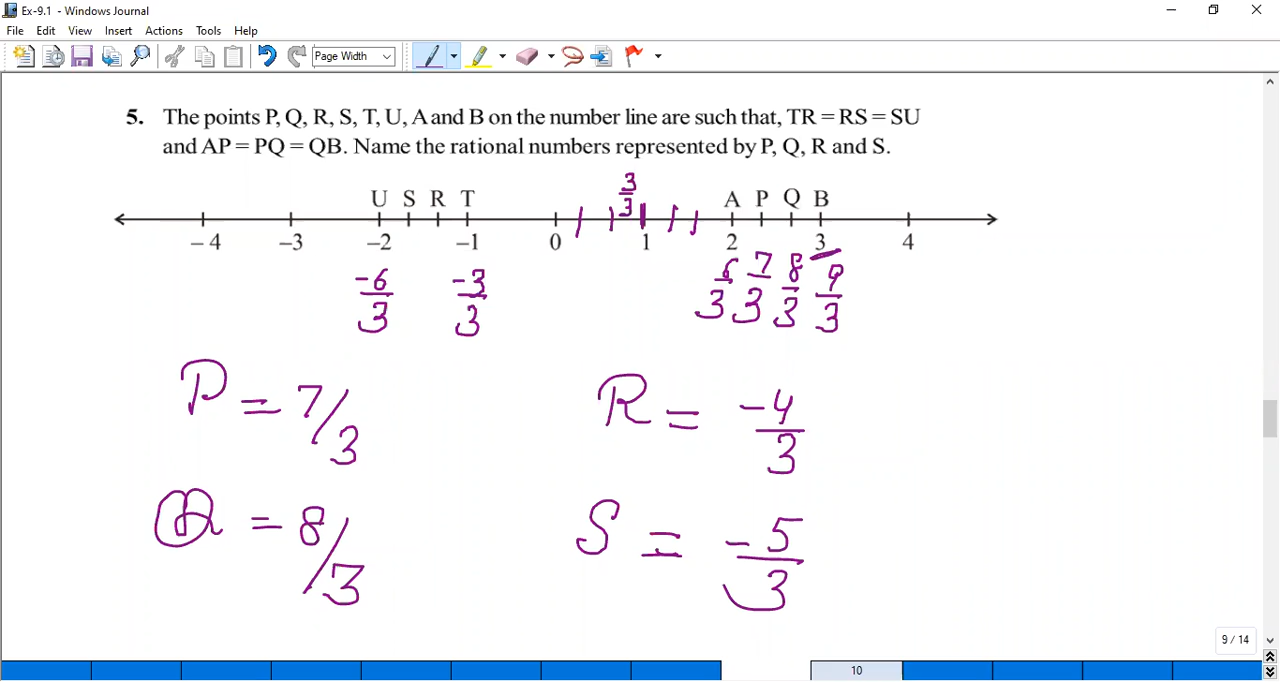 Ex-9.1 - Windows Journal
File Edit View Insert Actions Tools Help
Page Width
5. The points P, Q, R, S, T, U, A and B on the number line are such that, TR = RS = SU
and AP = PQ = QB. Name the rational numbers represented by P, Q, R and S.
3/3
U S R T A P Q B
– 4 –3 –2 –1 0 1 2 3 4
-6/3 -3/3 6/3 7/3 8/3 9/3
P = 7/3 R = -4/3
Q = 8/3 S = -5/3
9 / 14
10